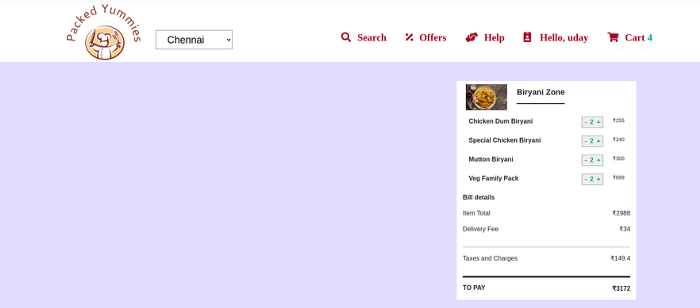 Packed Yummies
Chennai
Search
Offers
Help
Hello, uday
Cart 4
Biryani Zone
Chicken Dum Biryani - 2 + ₹255
Special Chicken Biryani - 2 + ₹240
Mutton Biryani - 2 + ₹300
Veg Family Pack - 2 + ₹699
Bill details
Item Total ₹2988
Delivery Fee ₹34
Taxes and Charges ₹149.4
TO PAY ₹3172